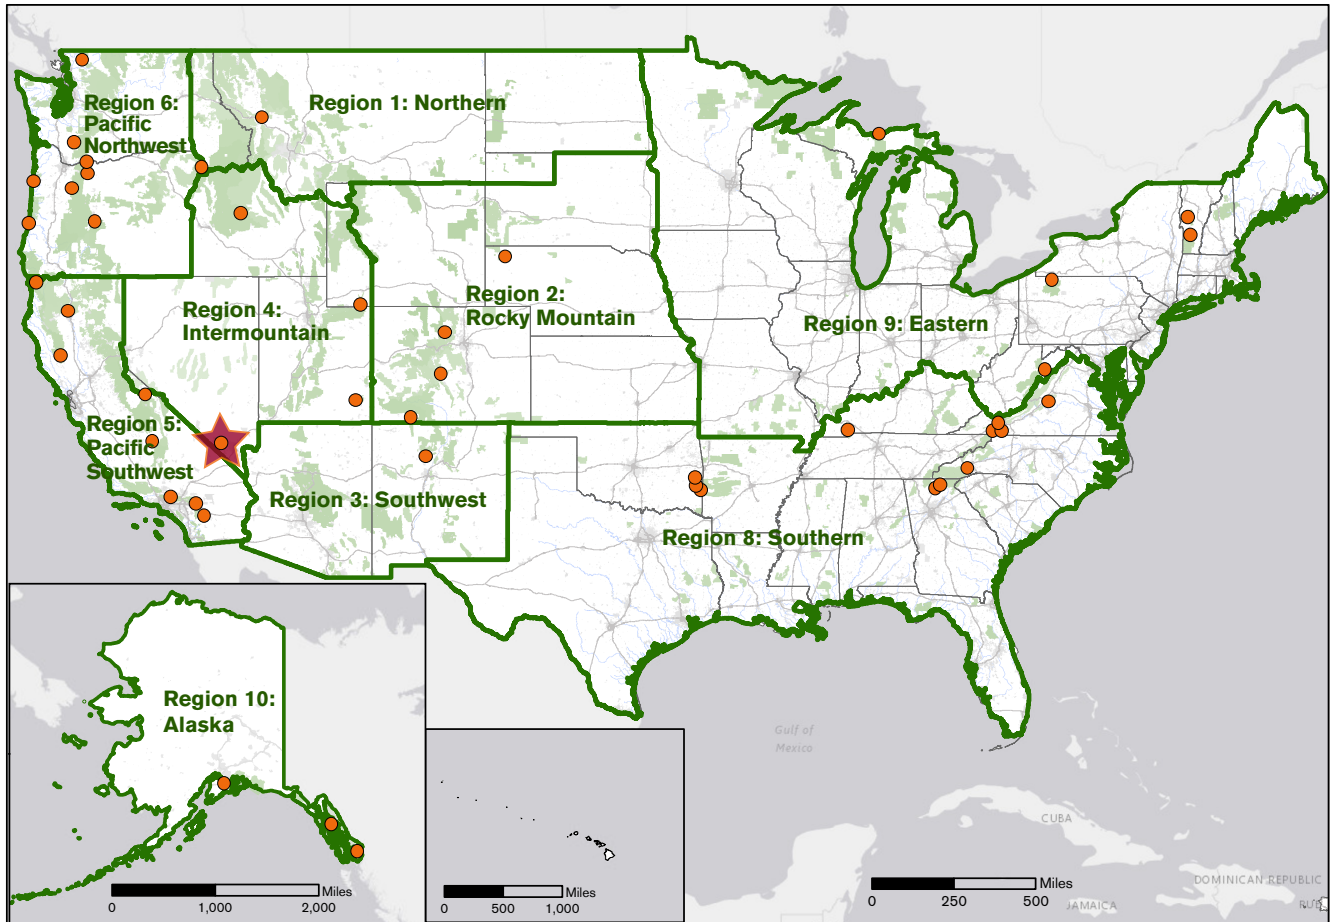 Region 6:
Pacific
Northwest
Region 1: Northern
Region 4:
Intermountain
Region 2:
Rocky Mountain
Region 9: Eastern
Region 5:
Pacific
Southwest
Region 3: Southwest
Region 8: Southern
Region 10:
Alaska
Gulf of
Mexico
CUBA
DOMINICAN REPUBLIC
JAMAICA
Miles
0 1,000 2,000
Miles
0 500 1,000
Miles
0 250 500